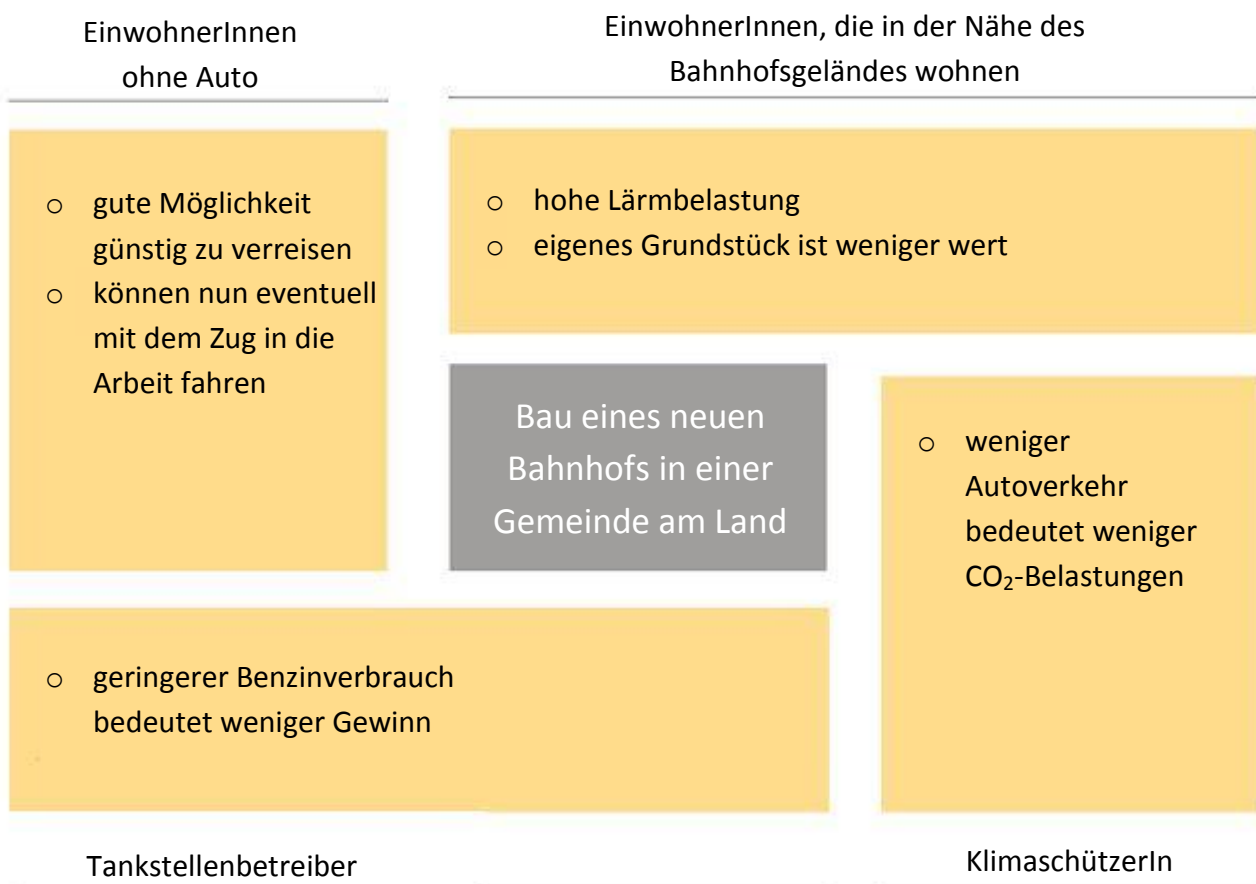 EinwohnerInnen
ohne Auto
EinwohnerInnen, die in der Nähe des
Bahnhofsgeländes wohnen
o gute Möglichkeit
günstig zu verreisen
o können nun eventuell
mit dem Zug in die
Arbeit fahren
o hohe Lärmbelastung
o eigenes Grundstück ist weniger wert
Bau eines neuen
Bahnhofs in einer
Gemeinde am Land
o weniger
Autoverkehr
bedeutet weniger
CO₂-Belastungen
o geringerer Benzinverbrauch
bedeutet weniger Gewinn
Tankstellenbetreiber
KlimaschützerIn